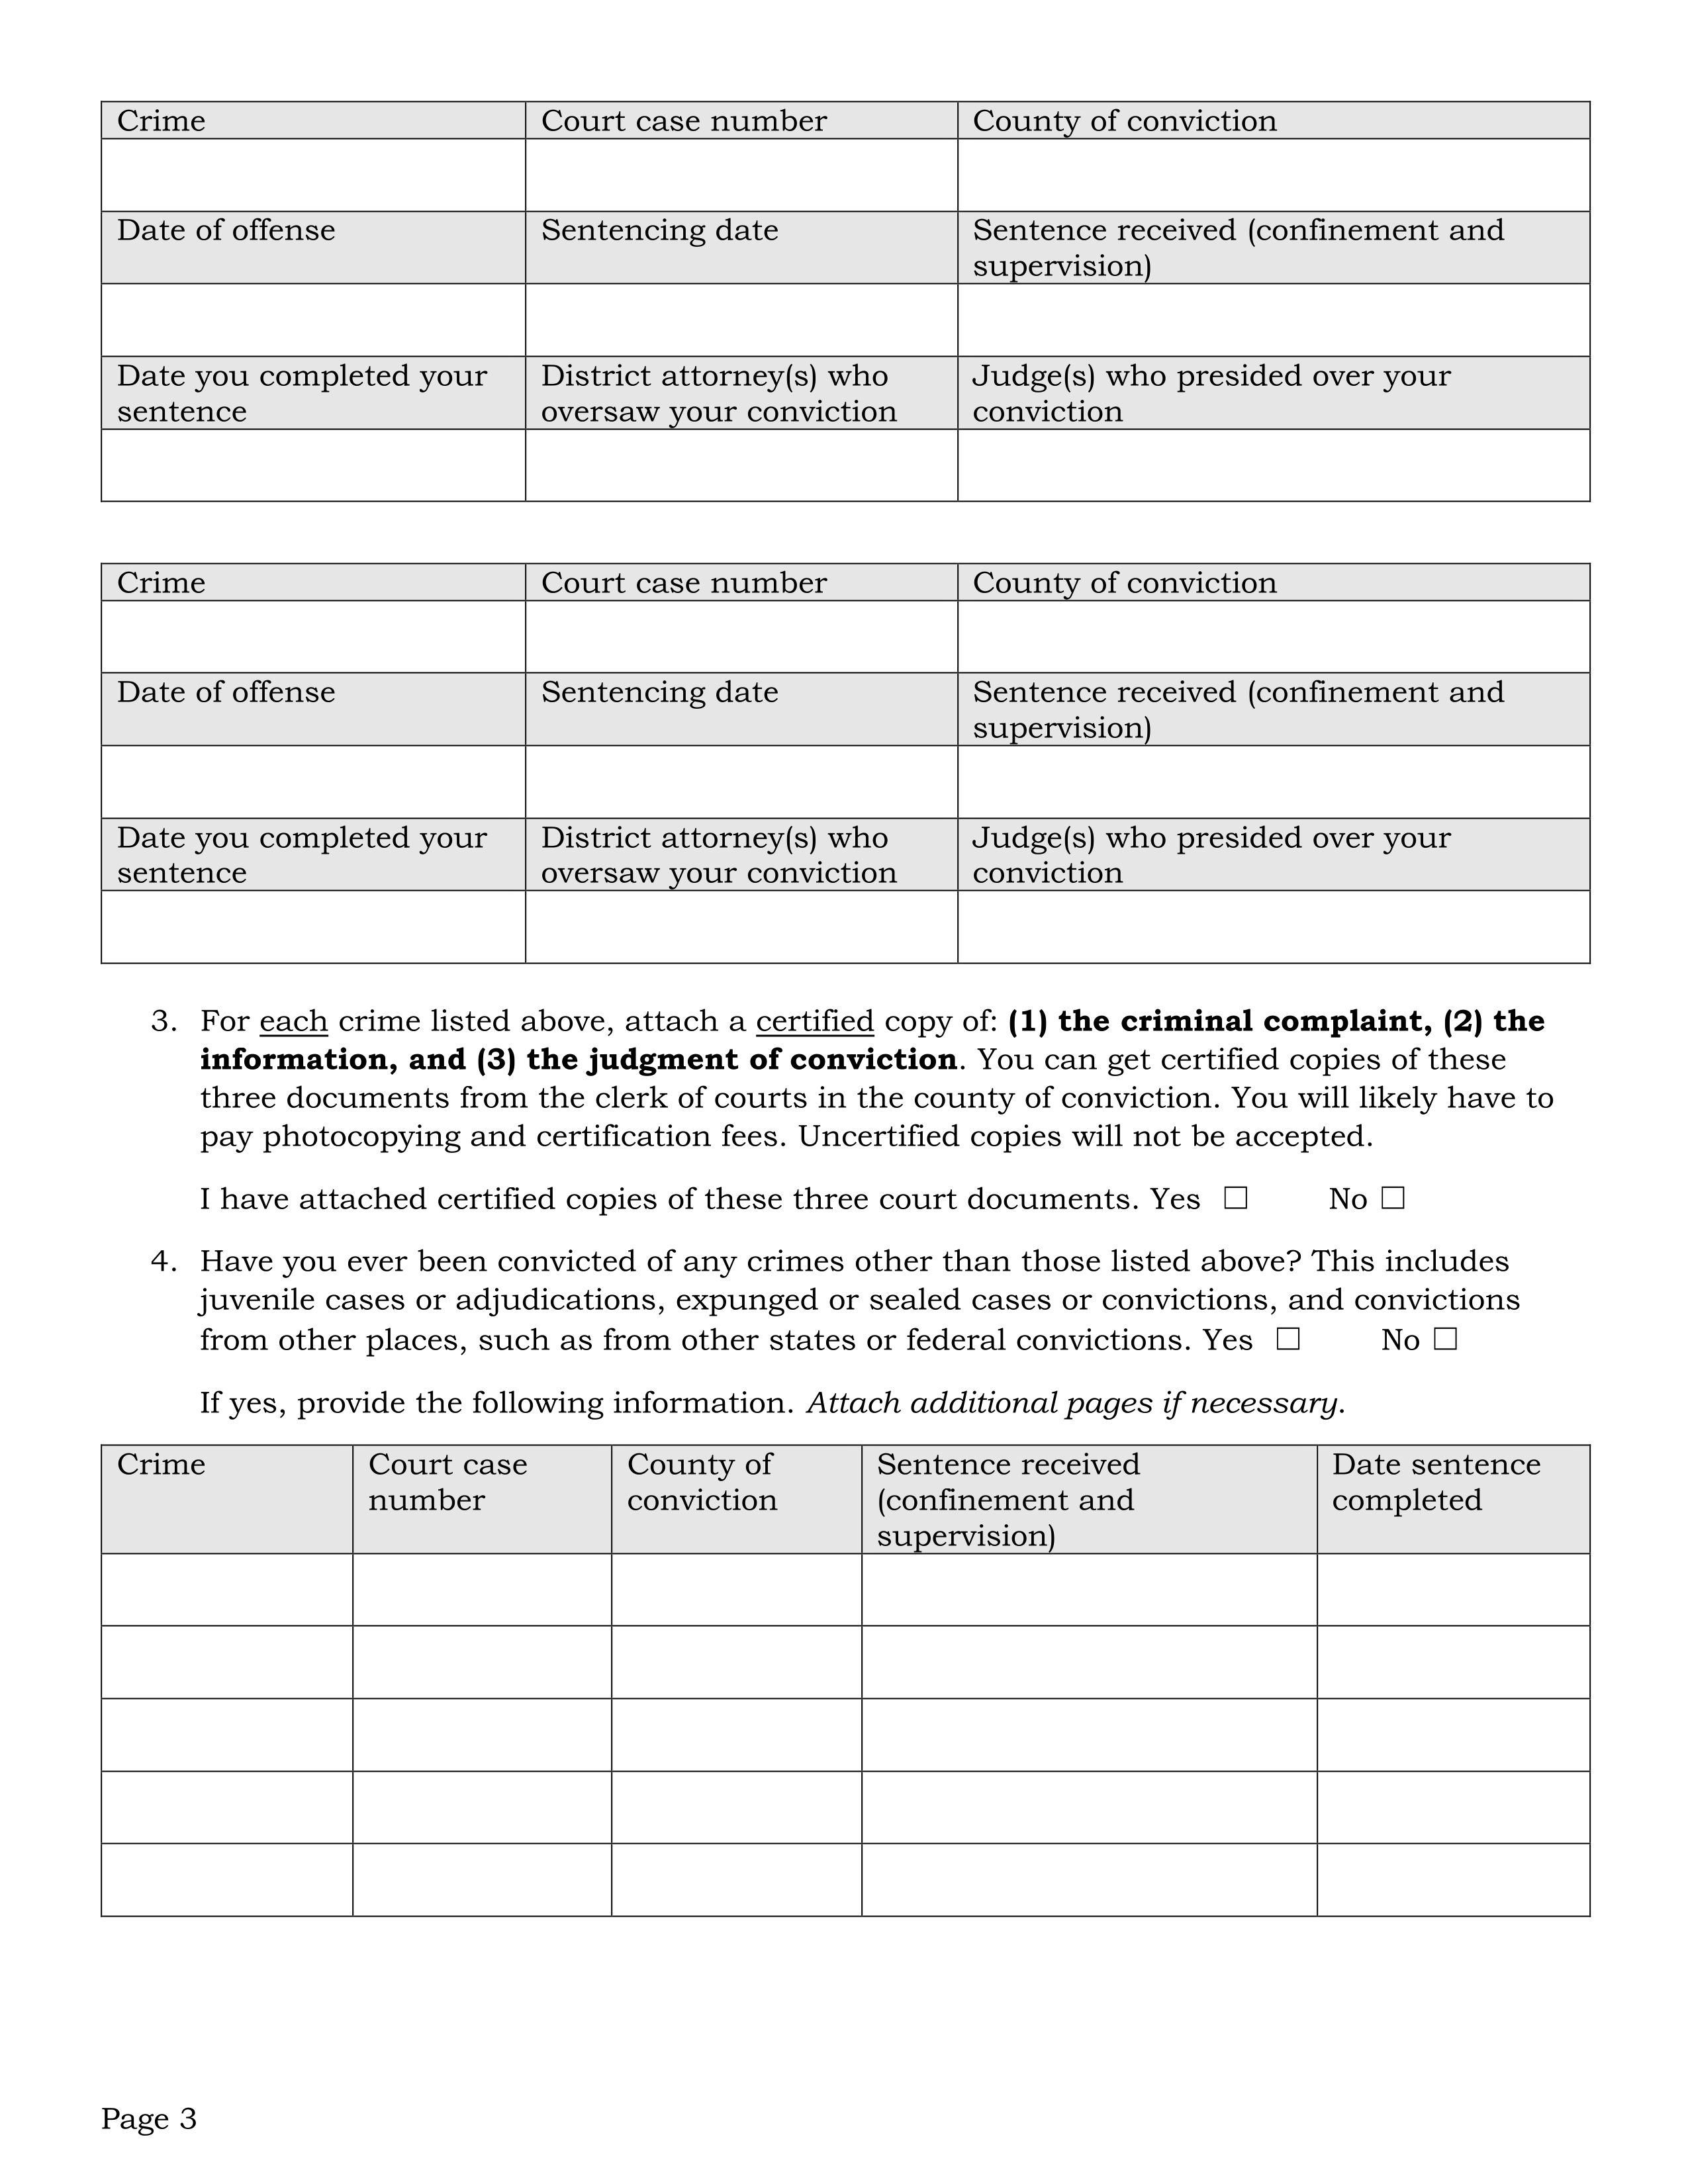 Crime Court case number County of conviction
Date of offense Sentencing date Sentence received (confinement and
supervision)
Date you completed your District attorney(s) who Judge(s) who presided over your
sentence oversaw your conviction conviction
Crime Court case number County of conviction
Date of offense Sentencing date Sentence received (confinement and
supervision)
Date you completed your District attorney(s) who Judge(s) who presided over your
sentence oversaw your conviction conviction
3. For each crime listed above, attach a certified copy of: (1) the criminal complaint, (2) the
information, and (3) the judgment of conviction. You can get certified copies of these
three documents from the clerk of courts in the county of conviction. You will likely have to
pay photocopying and certification fees. Uncertified copies will not be accepted.
I have attached certified copies of these three court documents. Yes ☐ No ☐
4. Have you ever been convicted of any crimes other than those listed above? This includes
juvenile cases or adjudications, expunged or sealed cases or convictions, and convictions
from other places, such as from other states or federal convictions. Yes ☐ No ☐
If yes, provide the following information. Attach additional pages if necessary.
Crime Court case County of Sentence received Date sentence
number conviction (confinement and completed
supervision)
Page 3